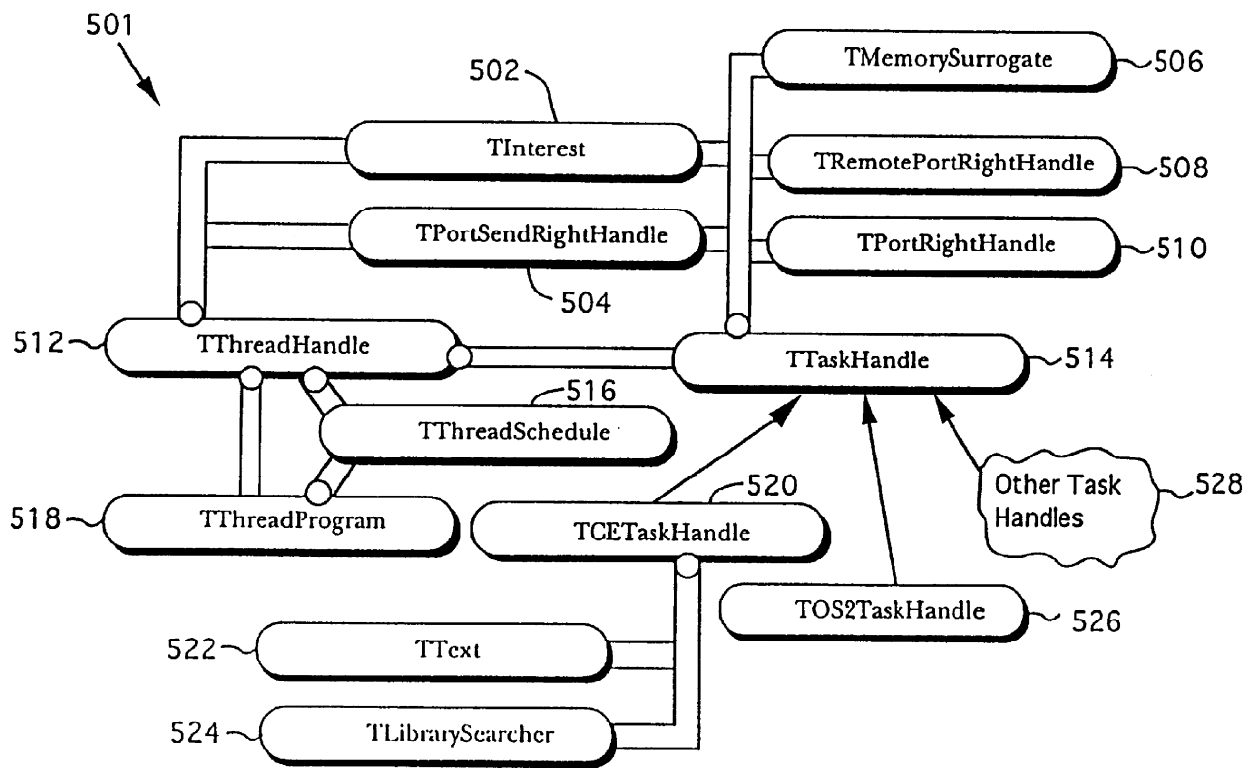 501
502
TMemorySurrogate
506
TInterest
TRemotePortRightHandle
508
TPortSendRightHandle
TPortRightHandle
510
504
512
TThreadHandle
TTaskHandle
514
516
TThreadSchedule
520
Other Task
Handles
528
518
TThreadProgram
TCETaskHandle
TOS2TaskHandle
526
522
TText
524
TLibrarySearcher